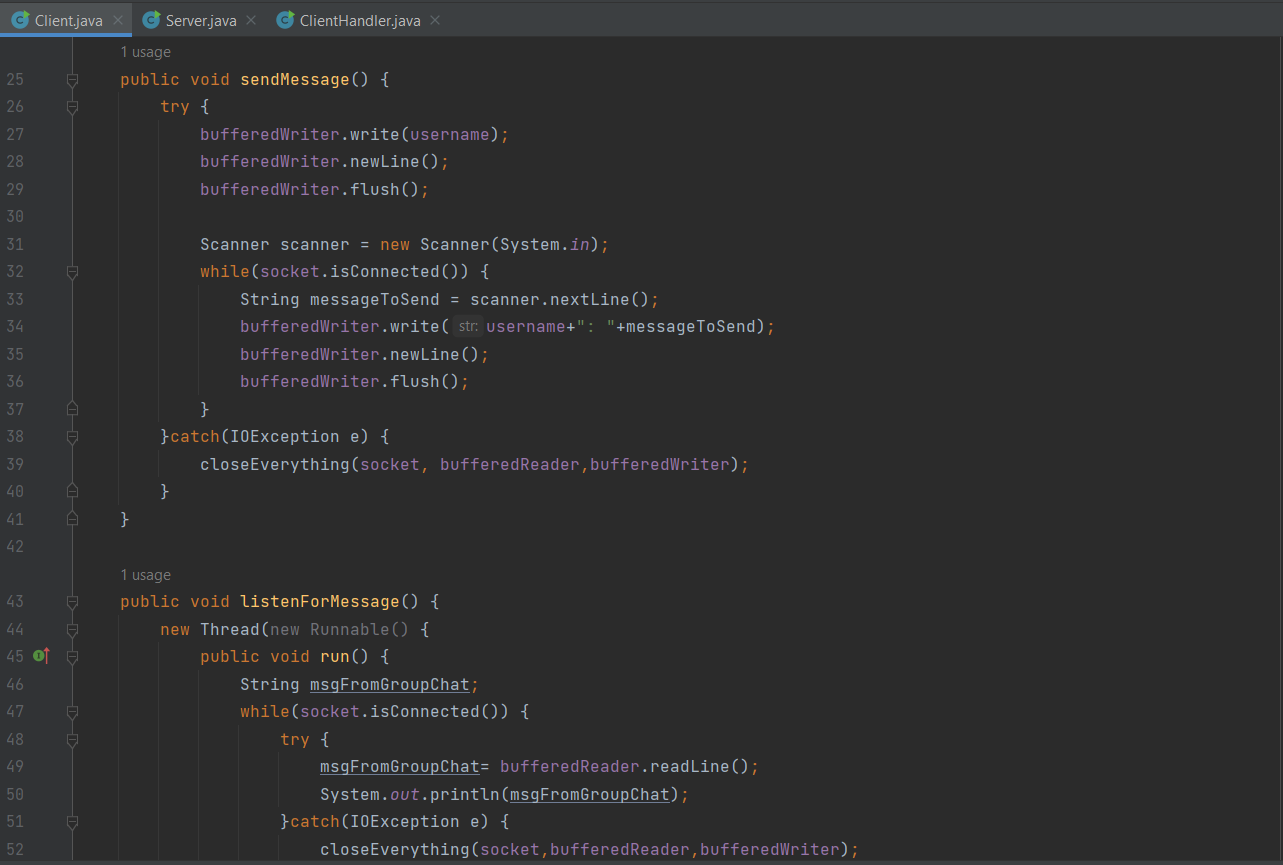 Client.java Server.java ClientHandler.java
1 usage
25 public void sendMessage() {
26 try {
27 bufferedWriter.write(username);
28 bufferedWriter.newLine();
29 bufferedWriter.flush();
30
31 Scanner scanner = new Scanner(System.in);
32 while(socket.isConnected()) {
33 String messageToSend = scanner.nextLine();
34 bufferedWriter.write( str: username+": "+messageToSend);
35 bufferedWriter.newLine();
36 bufferedWriter.flush();
37 }
38 }catch(IOException e) {
39 closeEverything(socket, bufferedReader,bufferedWriter);
40 }
41 }
42
1 usage
43 public void listenForMessage() {
44 new Thread(new Runnable() {
45 public void run() {
46 String msgFromGroupChat;
47 while(socket.isConnected()) {
48 try {
49 msgFromGroupChat= bufferedReader.readLine();
50 System.out.println(msgFromGroupChat);
51 }catch(IOException e) {
52 closeEverything(socket,bufferedReader,bufferedWriter);